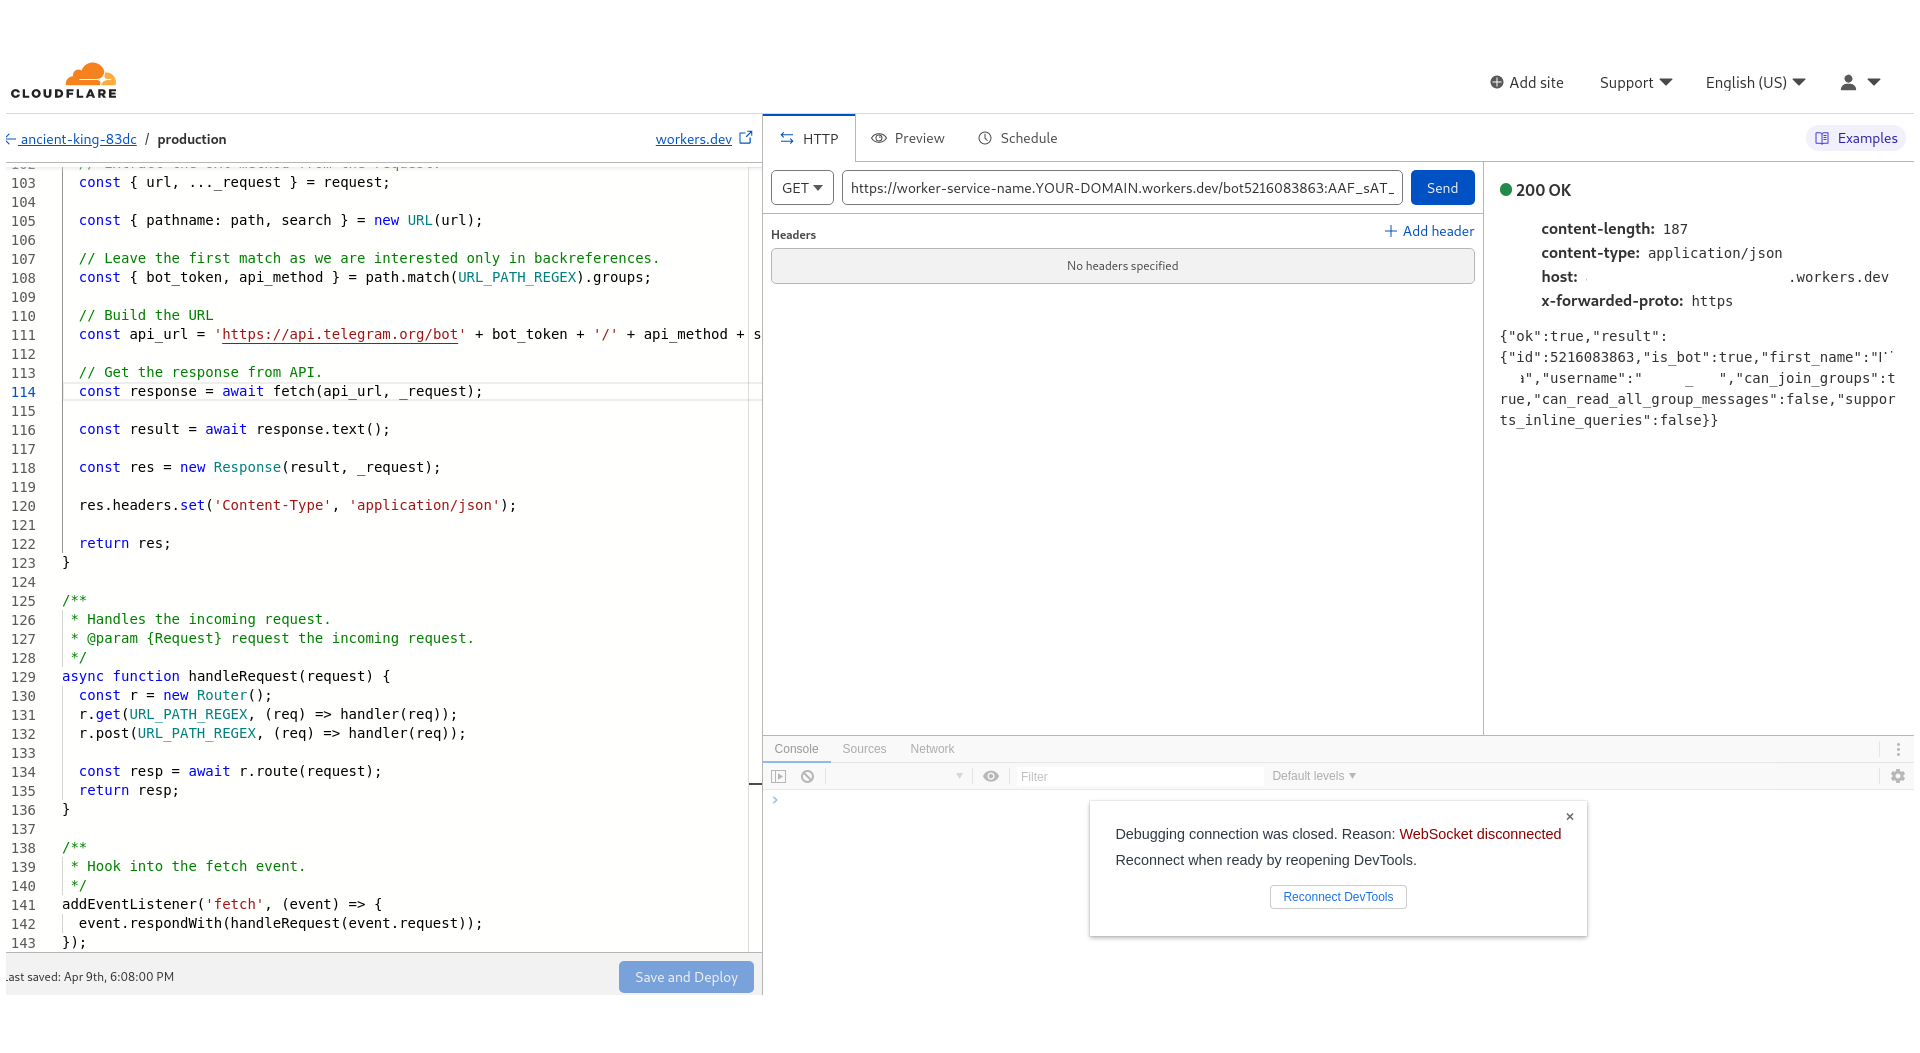 CLOUDFLARE
Add site
Support
English (US)
ancient-king-83dc / production
workers.dev
HTTP
Preview
Schedule
Examples
103 const { url, ..._request } = request;
104
105 const { pathname: path, search } = new URL(url);
106
107 // Leave the first match as we are interested only in backreferences.
108 const { bot_token, api_method } = path.match(URL_PATH_REGEX).groups;
109
110 // Build the URL
111 const api_url = 'https://api.telegram.org/bot' + bot_token + '/' + api_method + s
112
113 // Get the response from API.
114 const response = await fetch(api_url, _request);
115
116 const result = await response.text();
117
118 const res = new Response(result, _request);
119
120 res.headers.set('Content-Type', 'application/json');
121
122 return res;
123 }
124
125 /**
126 * Handles the incoming request.
127 * @param {Request} request the incoming request.
128 */
129 async function handleRequest(request) {
130 const r = new Router();
131 r.get(URL_PATH_REGEX, (req) => handler(req));
132 r.post(URL_PATH_REGEX, (req) => handler(req));
133
134 const resp = await r.route(request);
135 return resp;
136 }
137
138 /**
139 * Hook into the fetch event.
140 */
141 addEventListener('fetch', (event) => {
142 event.respondWith(handleRequest(event.request));
143 });
Last saved: Apr 9th, 6:08:00 PM
Save and Deploy
GET
https://worker-service-name.YOUR-DOMAIN.workers.dev/bot5216083863:AAF_sAT_
Send
Headers
Add header
No headers specified
200 OK
content-length: 187
content-type: application/json
host: .workers.dev
x-forwarded-proto: https
{"ok":true,"result":
{"id":5216083863,"is_bot":true,"first_name":"
a","username":" _ ","can_join_groups":t
rue,"can_read_all_group_messages":false,"suppor
ts_inline_queries":false}}
Console
Sources
Network
Filter
Default levels
Debugging connection was closed. Reason: WebSocket disconnected
Reconnect when ready by reopening DevTools.
Reconnect DevTools